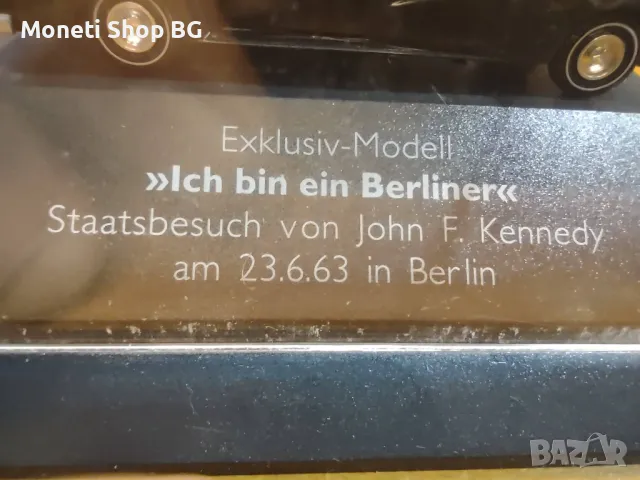 Moneti Shop BG
Exklusiv-Modell
»Ich bin ein Berliner«
Staatsbesuch von John F. Kennedy
am 23.6.63 in Berlin
BAZAR